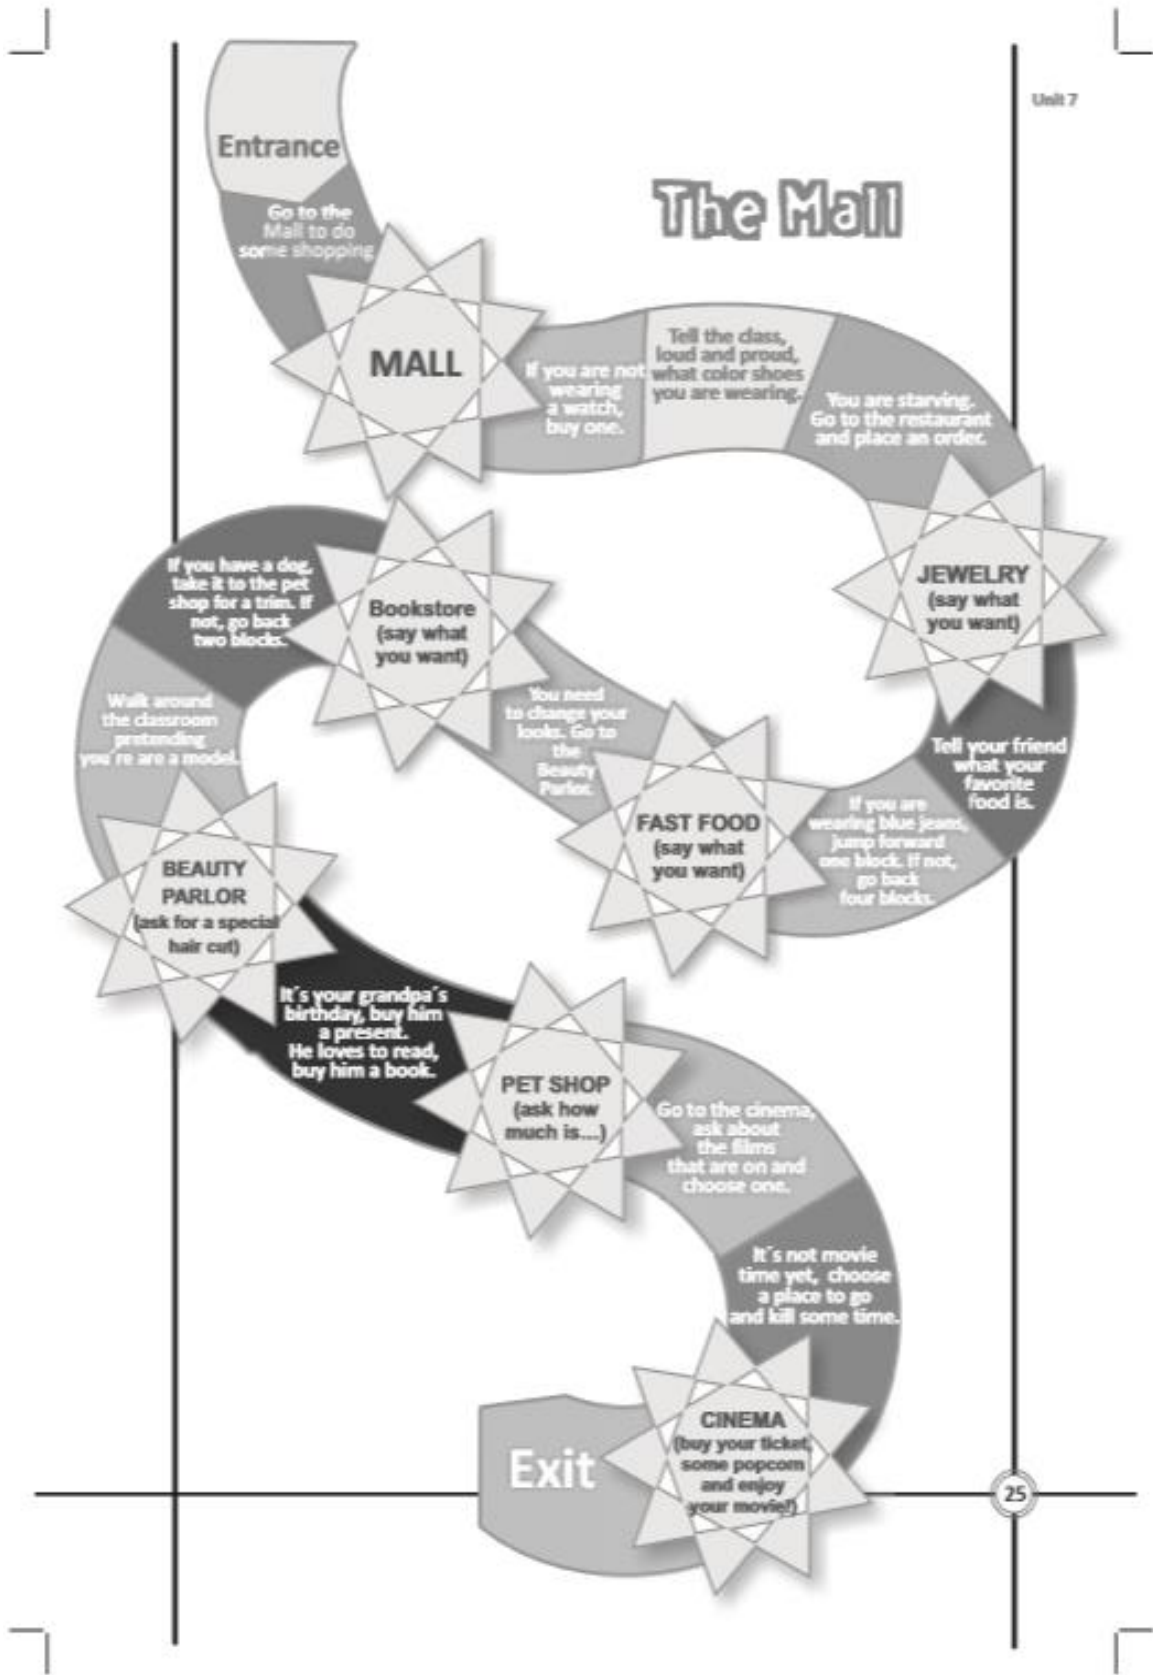 Unit 7
The Mall
Entrance
Go to the
Mall to do
some shopping
MALL
If you are not
wearing
a watch,
buy one.
Tell the class,
loud and proud,
what color shoes
you are wearing.
You are starving.
Go to the restaurant
and place an order.
JEWELRY
(say what
you want)
Tell your friend
what your
favorite
food is.
If you are
wearing blue jeans,
jump forward
one block. If not,
go back
four blocks.
FAST FOOD
(say what
you want)
You need
to change your
looks. Go to
the
Beauty
Parlor.
Bookstore
(say what
you want)
If you have a dog,
take it to the pet
shop for a trim. If
not, go back
two blocks.
Walk around
the classroom
pretending
you´re are a model.
BEAUTY
PARLOR
(ask for a special
hair cut)
It´s your grandpa´s
birthday, buy him
a present.
He loves to read,
buy him a book.
PET SHOP
(ask how
much is...)
Go to the cinema,
ask about
the films
that are on and
choose one.
It´s not movie
time yet, choose
a place to go
and kill some time.
CINEMA
(buy your ticket,
some popcorn
and enjoy
your movie!)
Exit
25